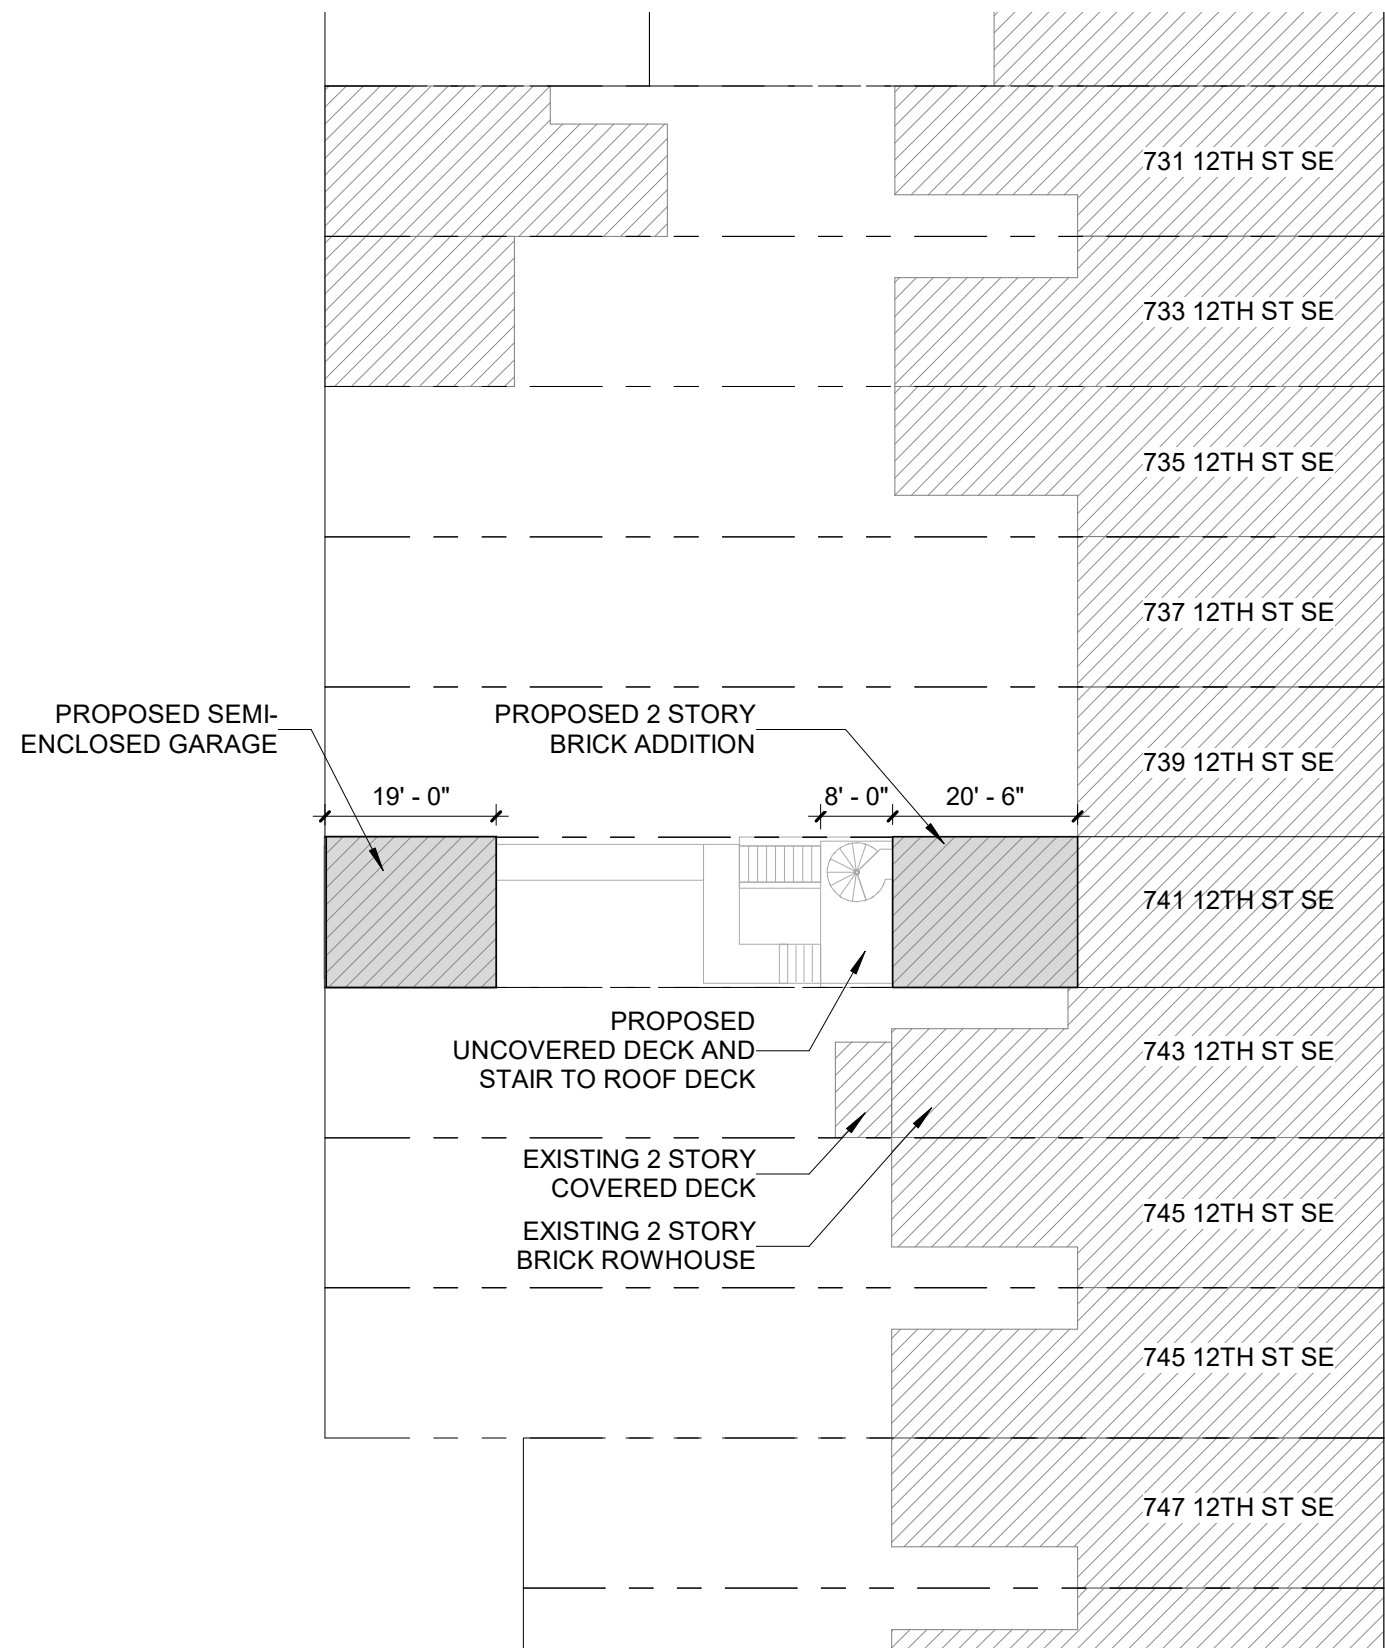 731 12TH ST SE
733 12TH ST SE
735 12TH ST SE
737 12TH ST SE
PROPOSED SEMI-
ENCLOSED GARAGE
PROPOSED 2 STORY
BRICK ADDITION
739 12TH ST SE
19' - 0"
8' - 0"
20' - 6"
741 12TH ST SE
PROPOSED
UNCOVERED DECK AND
STAIR TO ROOF DECK
743 12TH ST SE
EXISTING 2 STORY
COVERED DECK
745 12TH ST SE
EXISTING 2 STORY
BRICK ROWHOUSE
745 12TH ST SE
747 12TH ST SE